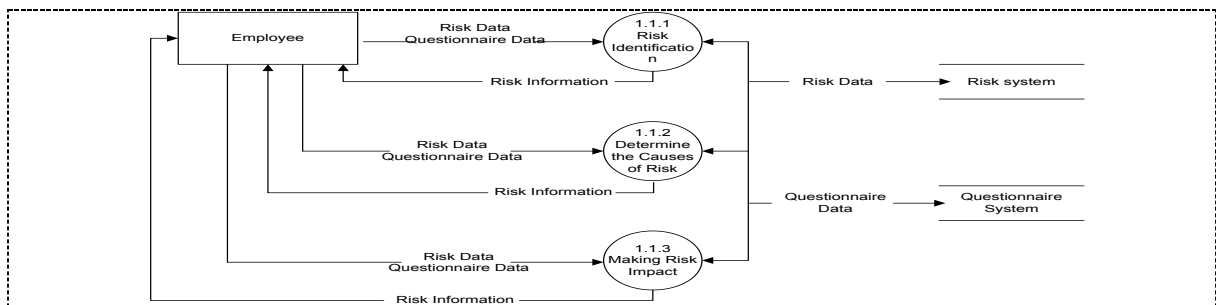 Employee
Risk Data
Questionnaire Data
1.1.1
Risk
Identificatio
n
Risk Information
Risk Data
Risk system
Risk Data
Questionnaire Data
1.1.2
Determine
the Causes
of Risk
Risk Information
Questionnaire
Data
Questionnaire
System
Risk Data
Questionnaire Data
1.1.3
Making Risk
Impact
Risk Information